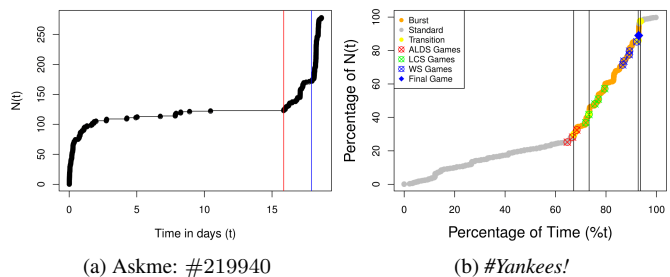 N(t)
0 50 100 150 200 250
0 5 10 15
Time in days (t)
(a) Askme: #219940
Percentage of N(t)
0 20 40 60 80 100
Burst
Standard
Transition
ALDS Games
LCS Games
WS Games
Final Game
0 20 40 60 80 100
Percentage of Time (%t)
(b) #Yankees!